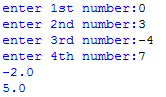 enter 1st number:0
enter 2nd number:3
enter 3rd number:-4
enter 4th number:7
-2.0
5.0